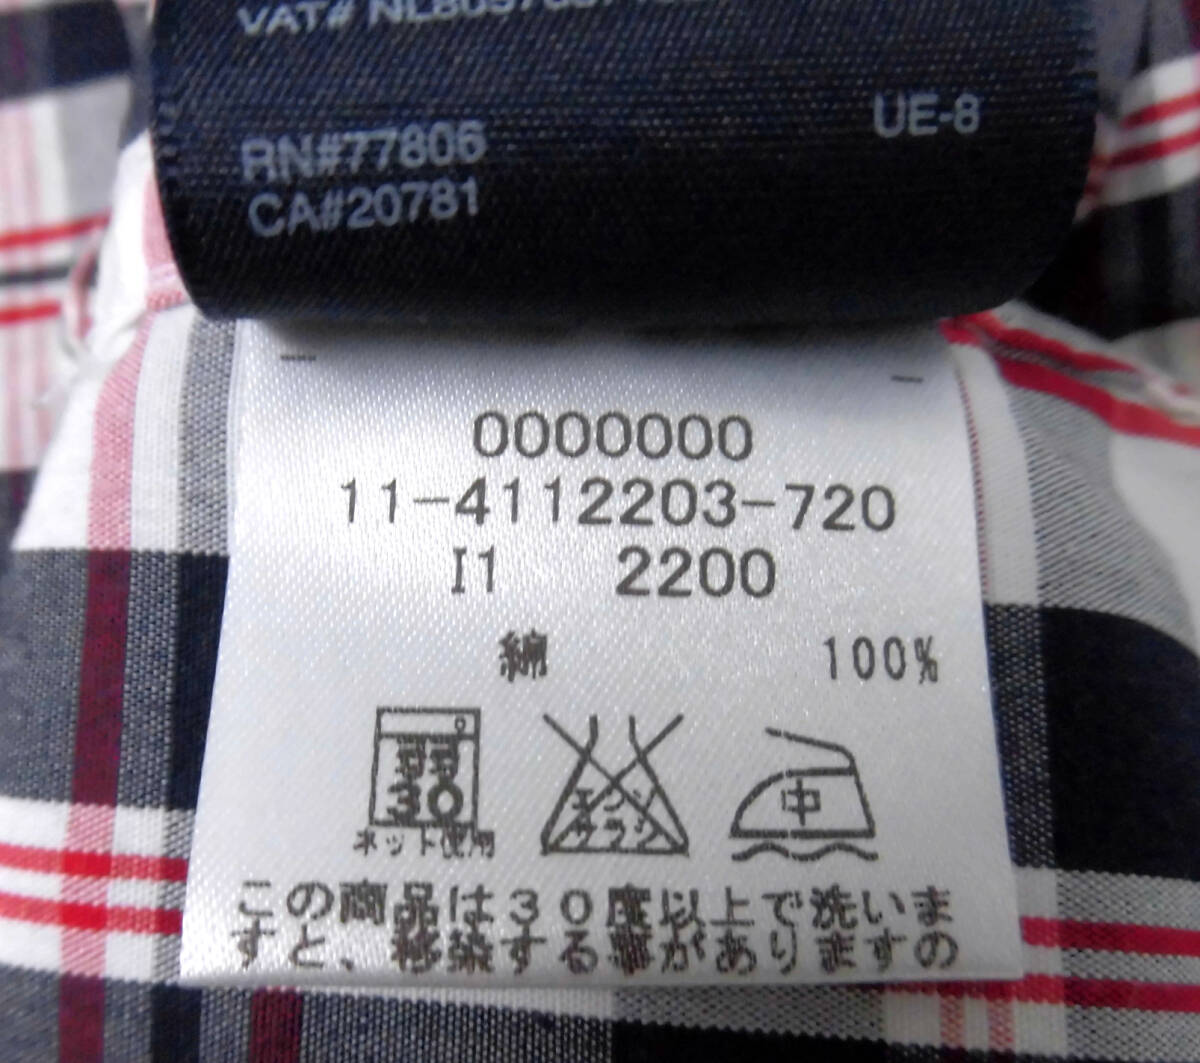 VAT# 
RN#77806
CA#20781
UE-8
0000000
11-4112203-720
I1 2200
綿 100%
弱
30
ネット使用
エンソ
サラシ
中
この商品は30度以上で洗いま
すと、移染する事がありますの